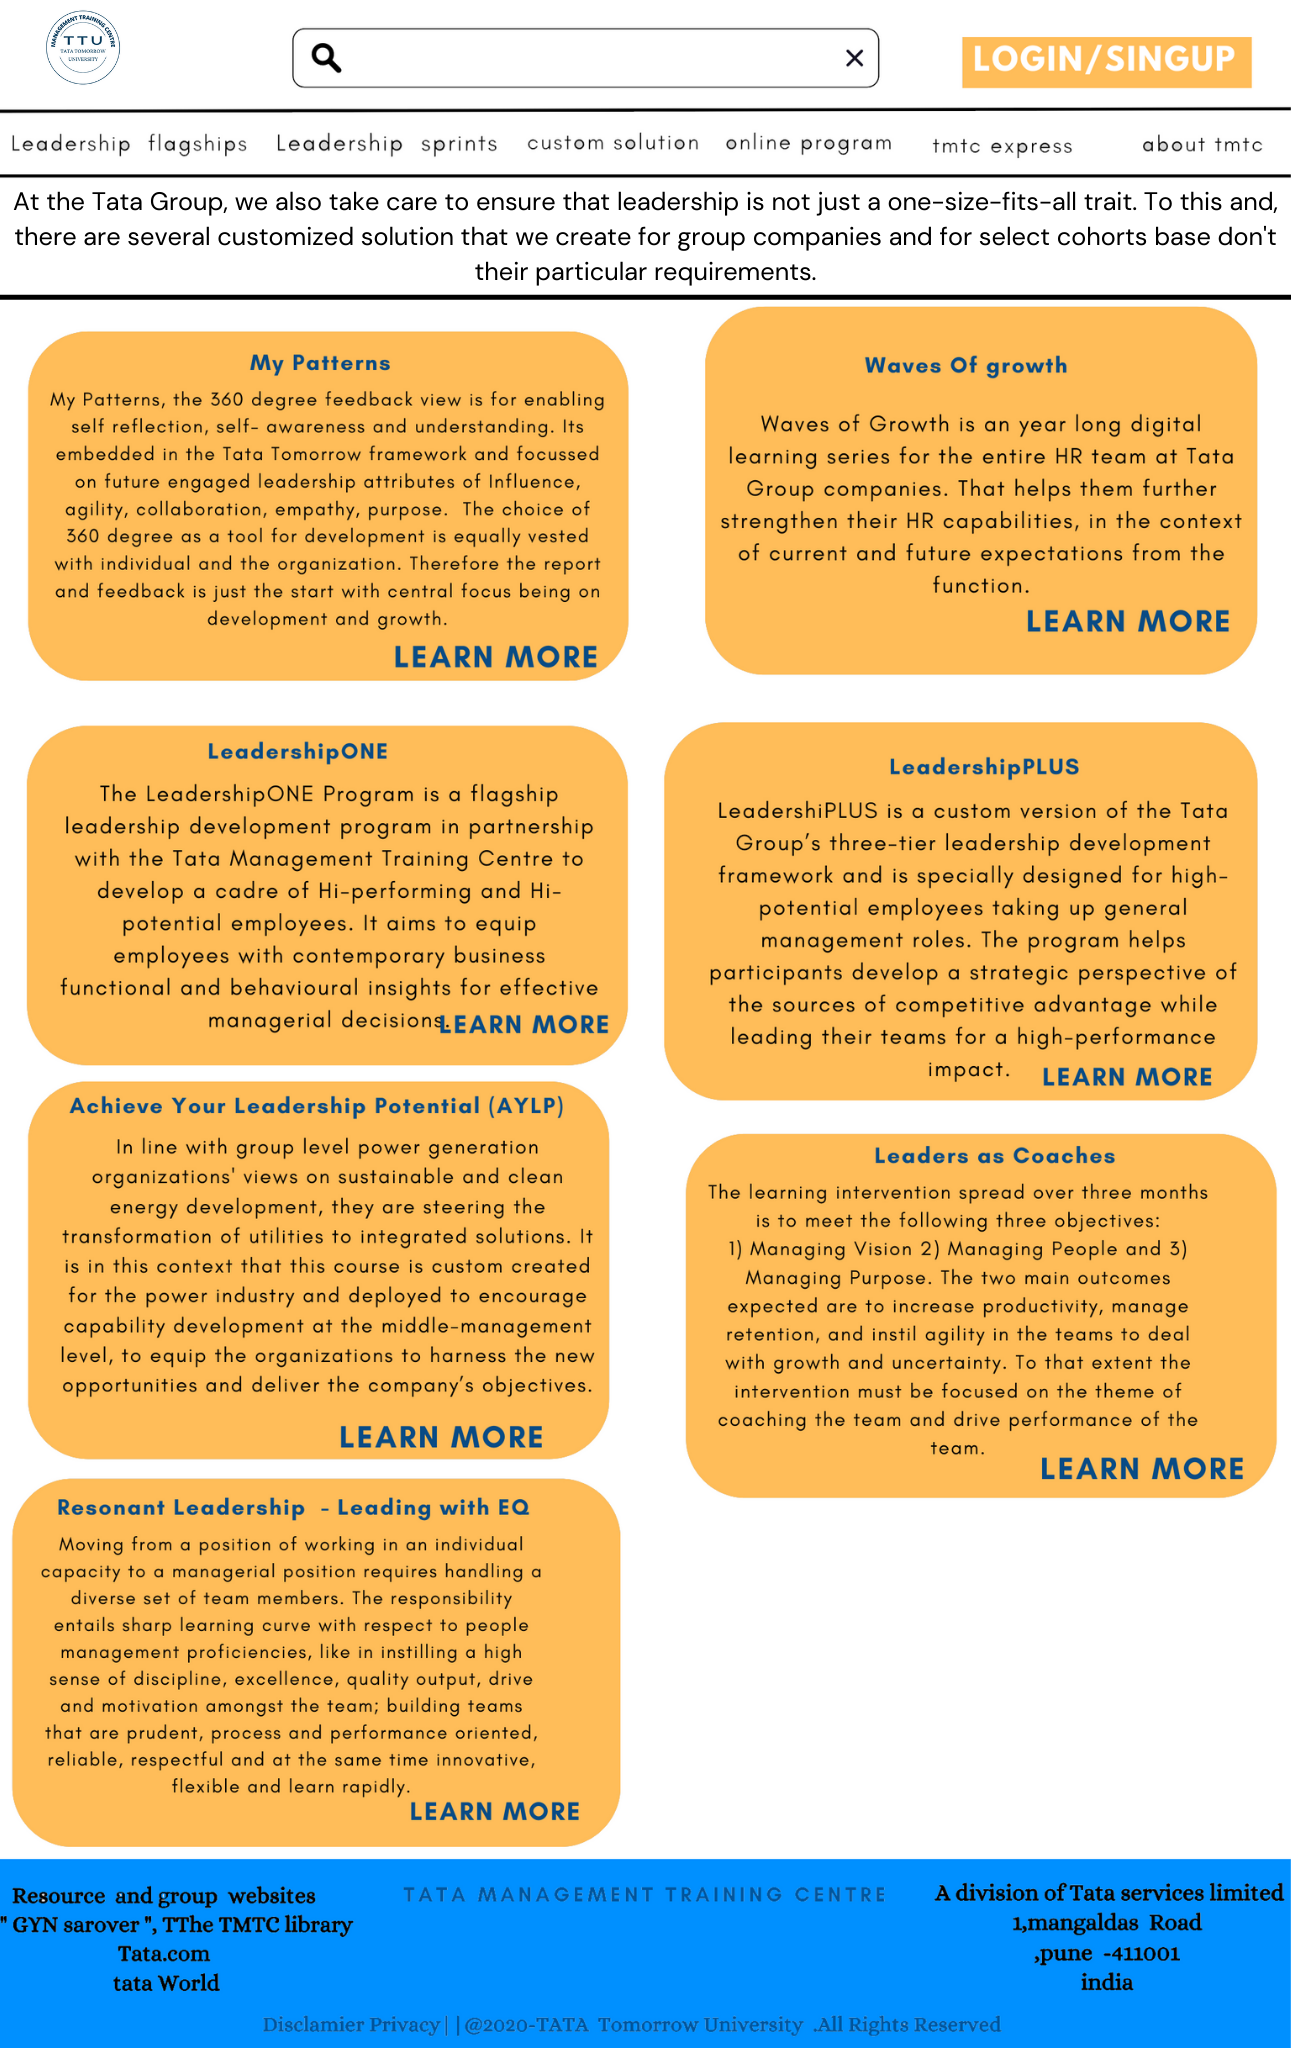 MANAGEMENT TRAINING CENTRE
TTU
TATA TOMORROW
UNIVERSITY
LOGIN/SINGUP
Leadership flagships
Leadership sprints
custom solution
online program
tmtc express
about tmtc
At the Tata Group, we also take care to ensure that leadership is not just a one-size-fits-all trait. To this and,
there are several customized solution that we create for group companies and for select cohorts base don't
their particular requirements.
My Patterns
My Patterns, the 360 degree feedback view is for enabling
self reflection, self- awareness and understanding. Its
embedded in the Tata Tomorrow framework and focussed
on future engaged leadership attributes of Influence,
agility, collaboration, empathy, purpose. The choice of
360 degree as a tool for development is equally vested
with individual and the organization. Therefore the report
and feedback is just the start with central focus being on
development and growth.
LEARN MORE
Waves Of growth
Waves of Growth is an year long digital
learning series for the entire HR team at Tata
Group companies. That helps them further
strengthen their HR capabilities, in the context
of current and future expectations from the
function.
LEARN MORE
LeadershipONE
The LeadershipONE Program is a flagship
leadership development program in partnership
with the Tata Management Training Centre to
develop a cadre of Hi-performing and Hi-
potential employees. It aims to equip
employees with contemporary business
functional and behavioural insights for effective
managerial decisions.
LEARN MORE
LeadershipPLUS
LeadershiPLUS is a custom version of the Tata
Group’s three-tier leadership development
framework and is specially designed for high-
potential employees taking up general
management roles. The program helps
participants develop a strategic perspective of
the sources of competitive advantage while
leading their teams for a high-performance
impact.
LEARN MORE
Achieve Your Leadership Potential (AYLP)
In line with group level power generation
organizations' views on sustainable and clean
energy development, they are steering the
transformation of utilities to integrated solutions. It
is in this context that this course is custom created
for the power industry and deployed to encourage
capability development at the middle-management
level, to equip the organizations to harness the new
opportunities and deliver the company’s objectives.
LEARN MORE
Leaders as Coaches
The learning intervention spread over three months
is to meet the following three objectives:
1) Managing Vision 2) Managing People and 3)
Managing Purpose. The two main outcomes
expected are to increase productivity, manage
retention, and instil agility in the teams to deal
with growth and uncertainty. To that extent the
intervention must be focused on the theme of
coaching the team and drive performance of the
team.
LEARN MORE
Resonant Leadership - Leading with EQ
Moving from a position of working in an individual
capacity to a managerial position requires handling a
diverse set of team members. The responsibility
entails sharp learning curve with respect to people
management proficiencies, like in instilling a high
sense of discipline, excellence, quality output, drive
and motivation amongst the team; building teams
that are prudent, process and performance oriented,
reliable, respectful and at the same time innovative,
flexible and learn rapidly.
LEARN MORE
Resource and group websites
" GYN sarover ", TThe TMTC library
Tata.com
tata World
TATA MANAGEMENT TRAINING CENTRE
A division of Tata services limited
1,mangaldas Road
,pune -411001
india
Disclamier Privacy||@2020-TATA Tomorrow University .All Rights Reserved